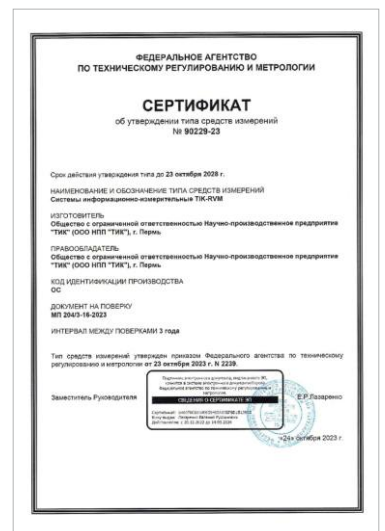 ФЕДЕРАЛЬНОЕ АГЕНТСТВО
ПО ТЕХНИЧЕСКОМУ РЕГУЛИРОВАНИЮ И МЕТРОЛОГИИ
СЕРТИФИКАТ
об утверждении типа средств измерений
№ 90229-23
Срок действия утверждения типа до 23 октября 2028 г.
НАИМЕНОВАНИЕ И ОБОЗНАЧЕНИЕ ТИПА СРЕДСТВ ИЗМЕРЕНИЙ
Системы информационно-измерительные TIK-RVM
ИЗГОТОВИТЕЛЬ
Общество с ограниченной ответственностью Научно-производственное предприятие
"ТИК" (ООО НПП "ТИК"), г. Пермь
ПРАВООБЛАДАТЕЛЬ
Общество с ограниченной ответственностью Научно-производственное предприятие
"ТИК" (ООО НПП "ТИК"), г. Пермь
КОД ИДЕНТИФИКАЦИИ ПРОИЗВОДСТВА
ОС
ДОКУМЕНТ НА ПОВЕРКУ
МП 204/3-16-2023
ИНТЕРВАЛ МЕЖДУ ПОВЕРКАМИ 3 года
Тип средств измерений утвержден приказом Федерального агентства по техническому
регулированию и метрологии от 23 октября 2023 г. N 2239.
Заместитель Руководителя
СВЕДЕНИЯ О СЕРТИФИКАТЕ ЭП
Е.Р.Лазаренко
«24» октября 2023 г.